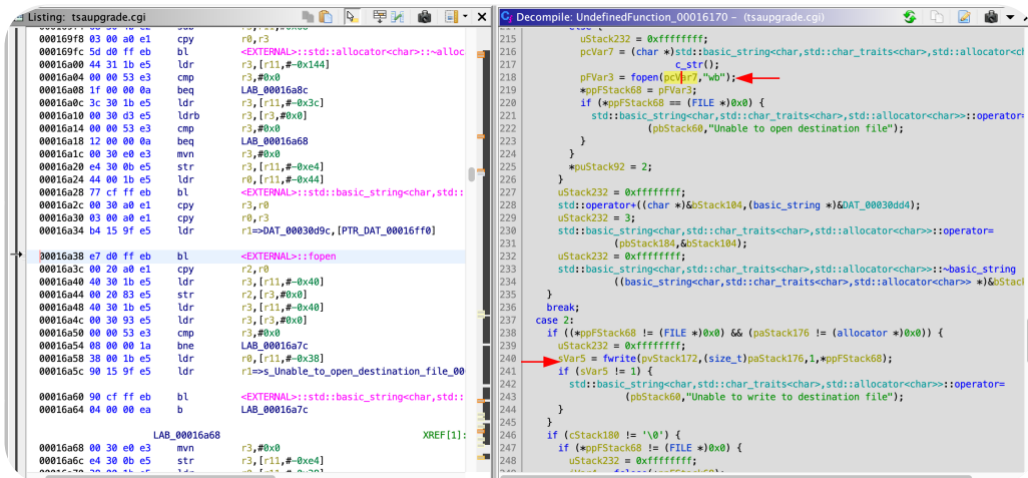 Listing: tsaupgrade.cgi
000169f8 03 00 a0 e1 cpy r0,r3
000169fc 5d d0 ff eb bl <EXTERNAL>::std::allocator<char>::~alloc
00016a00 44 31 1b e5 ldr r3,[r11,#-0x144]
00016a04 00 00 53 e3 cmp r3,#0x0
00016a08 1f 00 00 0a beq LAB_00016a8c
00016a0c 3c 30 1b e5 ldr r3,[r11,#-0x3c]
00016a10 00 30 d3 e5 ldrb r3,[r3,#0x0]
00016a14 00 00 53 e3 cmp r3,#0x0
00016a18 12 00 00 0a beq LAB_00016a68
00016a1c 00 30 e0 e3 mvn r3,#0x0
00016a20 e4 30 0b e5 str r3,[r11,#-0xe4]
00016a24 44 00 1b e5 ldr r0,[r11,#-0x44]
00016a28 77 cf ff eb bl <EXTERNAL>::std::basic_string<char,std::
00016a2c 00 30 a0 e1 cpy r3,r0
00016a30 03 00 a0 e1 cpy r0,r3
00016a34 b4 15 9f e5 ldr r1=>DAT_00030d9c,[PTR_DAT_00016ff0]
00016a38 e7 d0 ff eb bl <EXTERNAL>::fopen
00016a3c 00 20 a0 e1 cpy r2,r0
00016a40 40 30 1b e5 ldr r3,[r11,#-0x40]
00016a44 00 20 83 e5 str r2,[r3,#0x0]
00016a48 40 30 1b e5 ldr r3,[r11,#-0x40]
00016a4c 00 30 93 e5 ldr r3,[r3,#0x0]
00016a50 00 00 53 e3 cmp r3,#0x0
00016a54 08 00 00 1a bne LAB_00016a7c
00016a58 38 00 1b e5 ldr r0,[r11,#-0x38]
00016a5c 90 15 9f e5 ldr r1=>s_Unable_to_open_destination_file_00
00016a60 90 cf ff eb bl <EXTERNAL>::std::basic_string<char,std::
00016a64 04 00 00 ea b LAB_00016a7c
LAB_00016a68 XREF[1]:
00016a68 00 30 e0 e3 mvn r3,#0x0
00016a6c e4 30 0b e5 str r3,[r11,#-0xe4]
Decompile: UndefinedFunction_00016170 - (tsaupgrade.cgi)
215 uStack232 = 0xffffffff;
216 pcVar7 = (char *)std::basic_string<char,std::char_traits<char>,std::allocator<ch
217 c_str();
218 pFVar3 = fopen(pcVar7,"wb");
219 *ppFStack68 = pFVar3;
220 if (*ppFStack68 == (FILE *)0x0) {
221 std::basic_string<char,std::char_traits<char>,std::allocator<char>>::operator=
222 (pbStack60,"Unable to open destination file");
223 }
224 }
225 *puStack92 = 2;
226 }
227 uStack232 = 0xffffffff;
228 std::operator+((char *)&bStack104,(basic_string *)&DAT_00030dd4);
229 uStack232 = 3;
230 std::basic_string<char,std::char_traits<char>,std::allocator<char>>::operator=
231 (pbStack184,&bStack104);
232 uStack232 = 0xffffffff;
233 std::basic_string<char,std::char_traits<char>,std::allocator<char>>::~basic_string
234 ((basic_string<char,std::char_traits<char>,std::allocator<char>> *)&bStack
235 }
236 break;
237 case 2:
238 if ((*ppFStack68 != (FILE *)0x0) && (paStack176 != (allocator *)0x0)) {
239 uStack232 = 0xffffffff;
240 sVar5 = fwrite(pvStack172,(size_t)paStack176,1,*ppFStack68);
241 if (sVar5 != 1) {
242 std::basic_string<char,std::char_traits<char>,std::allocator<char>>::operator=
243 (pbStack60,"Unable to write to destination file");
244 }
245 }
246 if (cStack180 != '\0') {
247 if (*ppFStack68 != (FILE *)0x0) {
248 uStack232 = 0xffffffff;
249